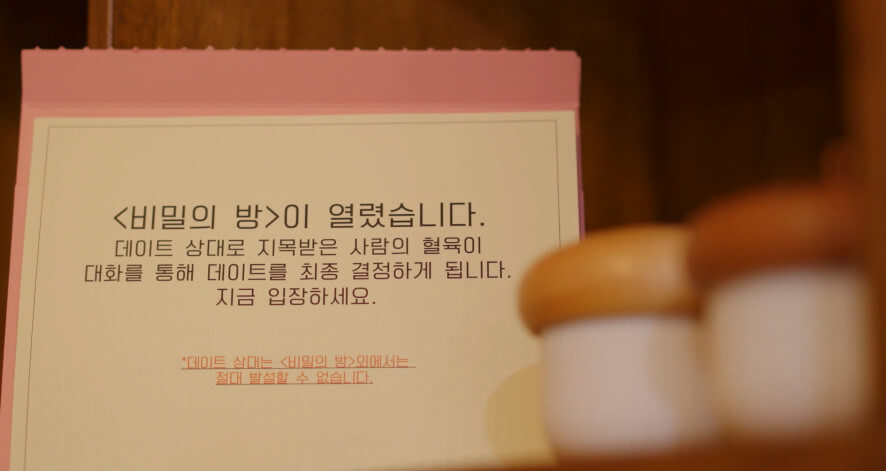 <비밀의 방>이 열렸습니다.
데이트 상대로 지목받은 사람의 혈육이
대화를 통해 데이트를 최종 결정하게 됩니다.
지금 입장하세요.
*데이트 상대는 <비밀의 방>외에서는
절대 발설할 수 없습니다.